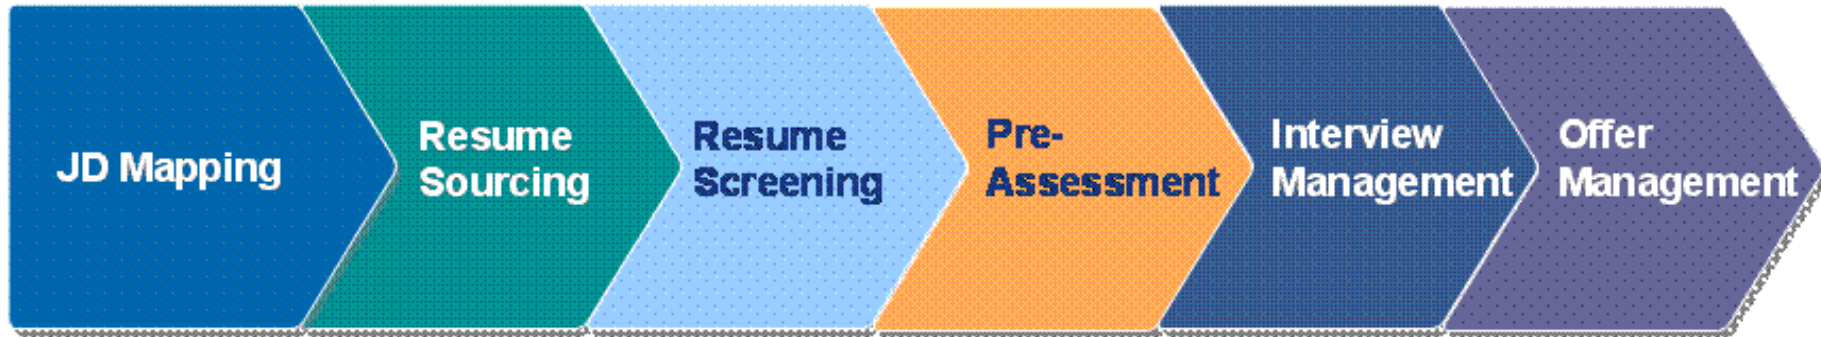 JD Mapping
Resume
Sourcing
Resume
Screening
Pre-
Assessment
Interview
Management
Offer
Management